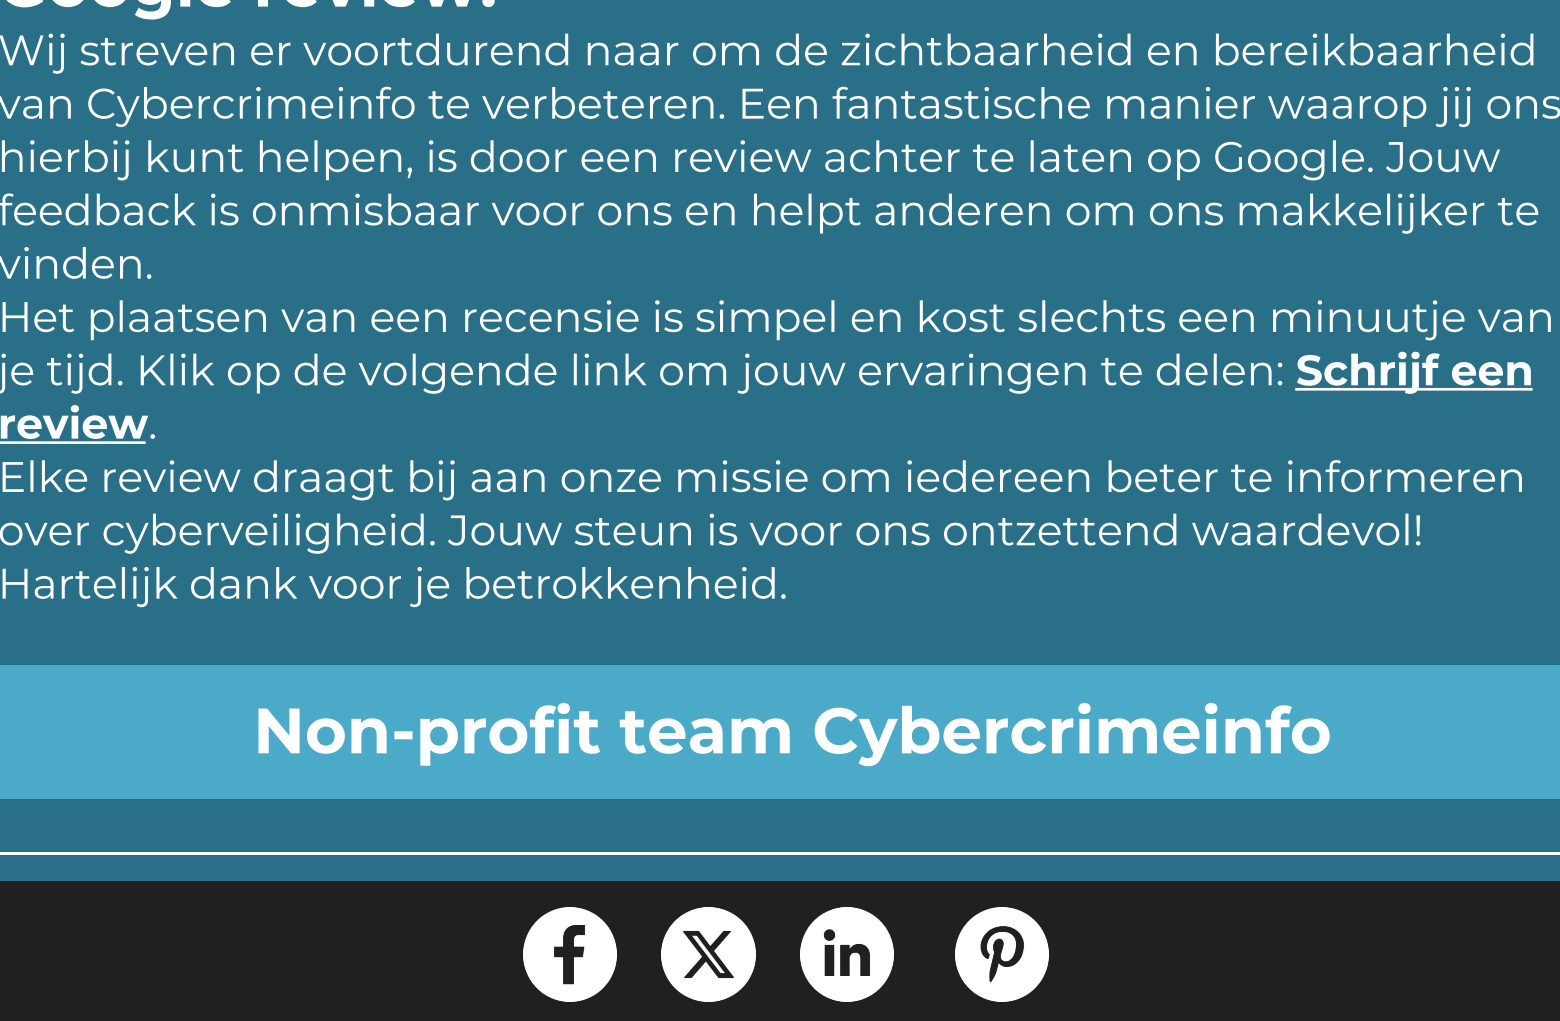 Google review!
Wij streven er voortdurend naar om de zichtbaarheid en bereikbaarheid
van Cybercrimeinfo te verbeteren. Een fantastische manier waarop jij ons
hierbij kunt helpen, is door een review achter te laten op Google. Jouw
feedback is onmisbaar voor ons en helpt anderen om ons makkelijker te
vinden.
Het plaatsen van een recensie is simpel en kost slechts een minuutje van
je tijd. Klik op de volgende link om jouw ervaringen te delen: Schrijf een
review.
Elke review draagt bij aan onze missie om iedereen beter te informeren
over cyberveiligheid. Jouw steun is voor ons ontzettend waardevol!
Hartelijk dank voor je betrokkenheid.
Non-profit team Cybercrimeinfo